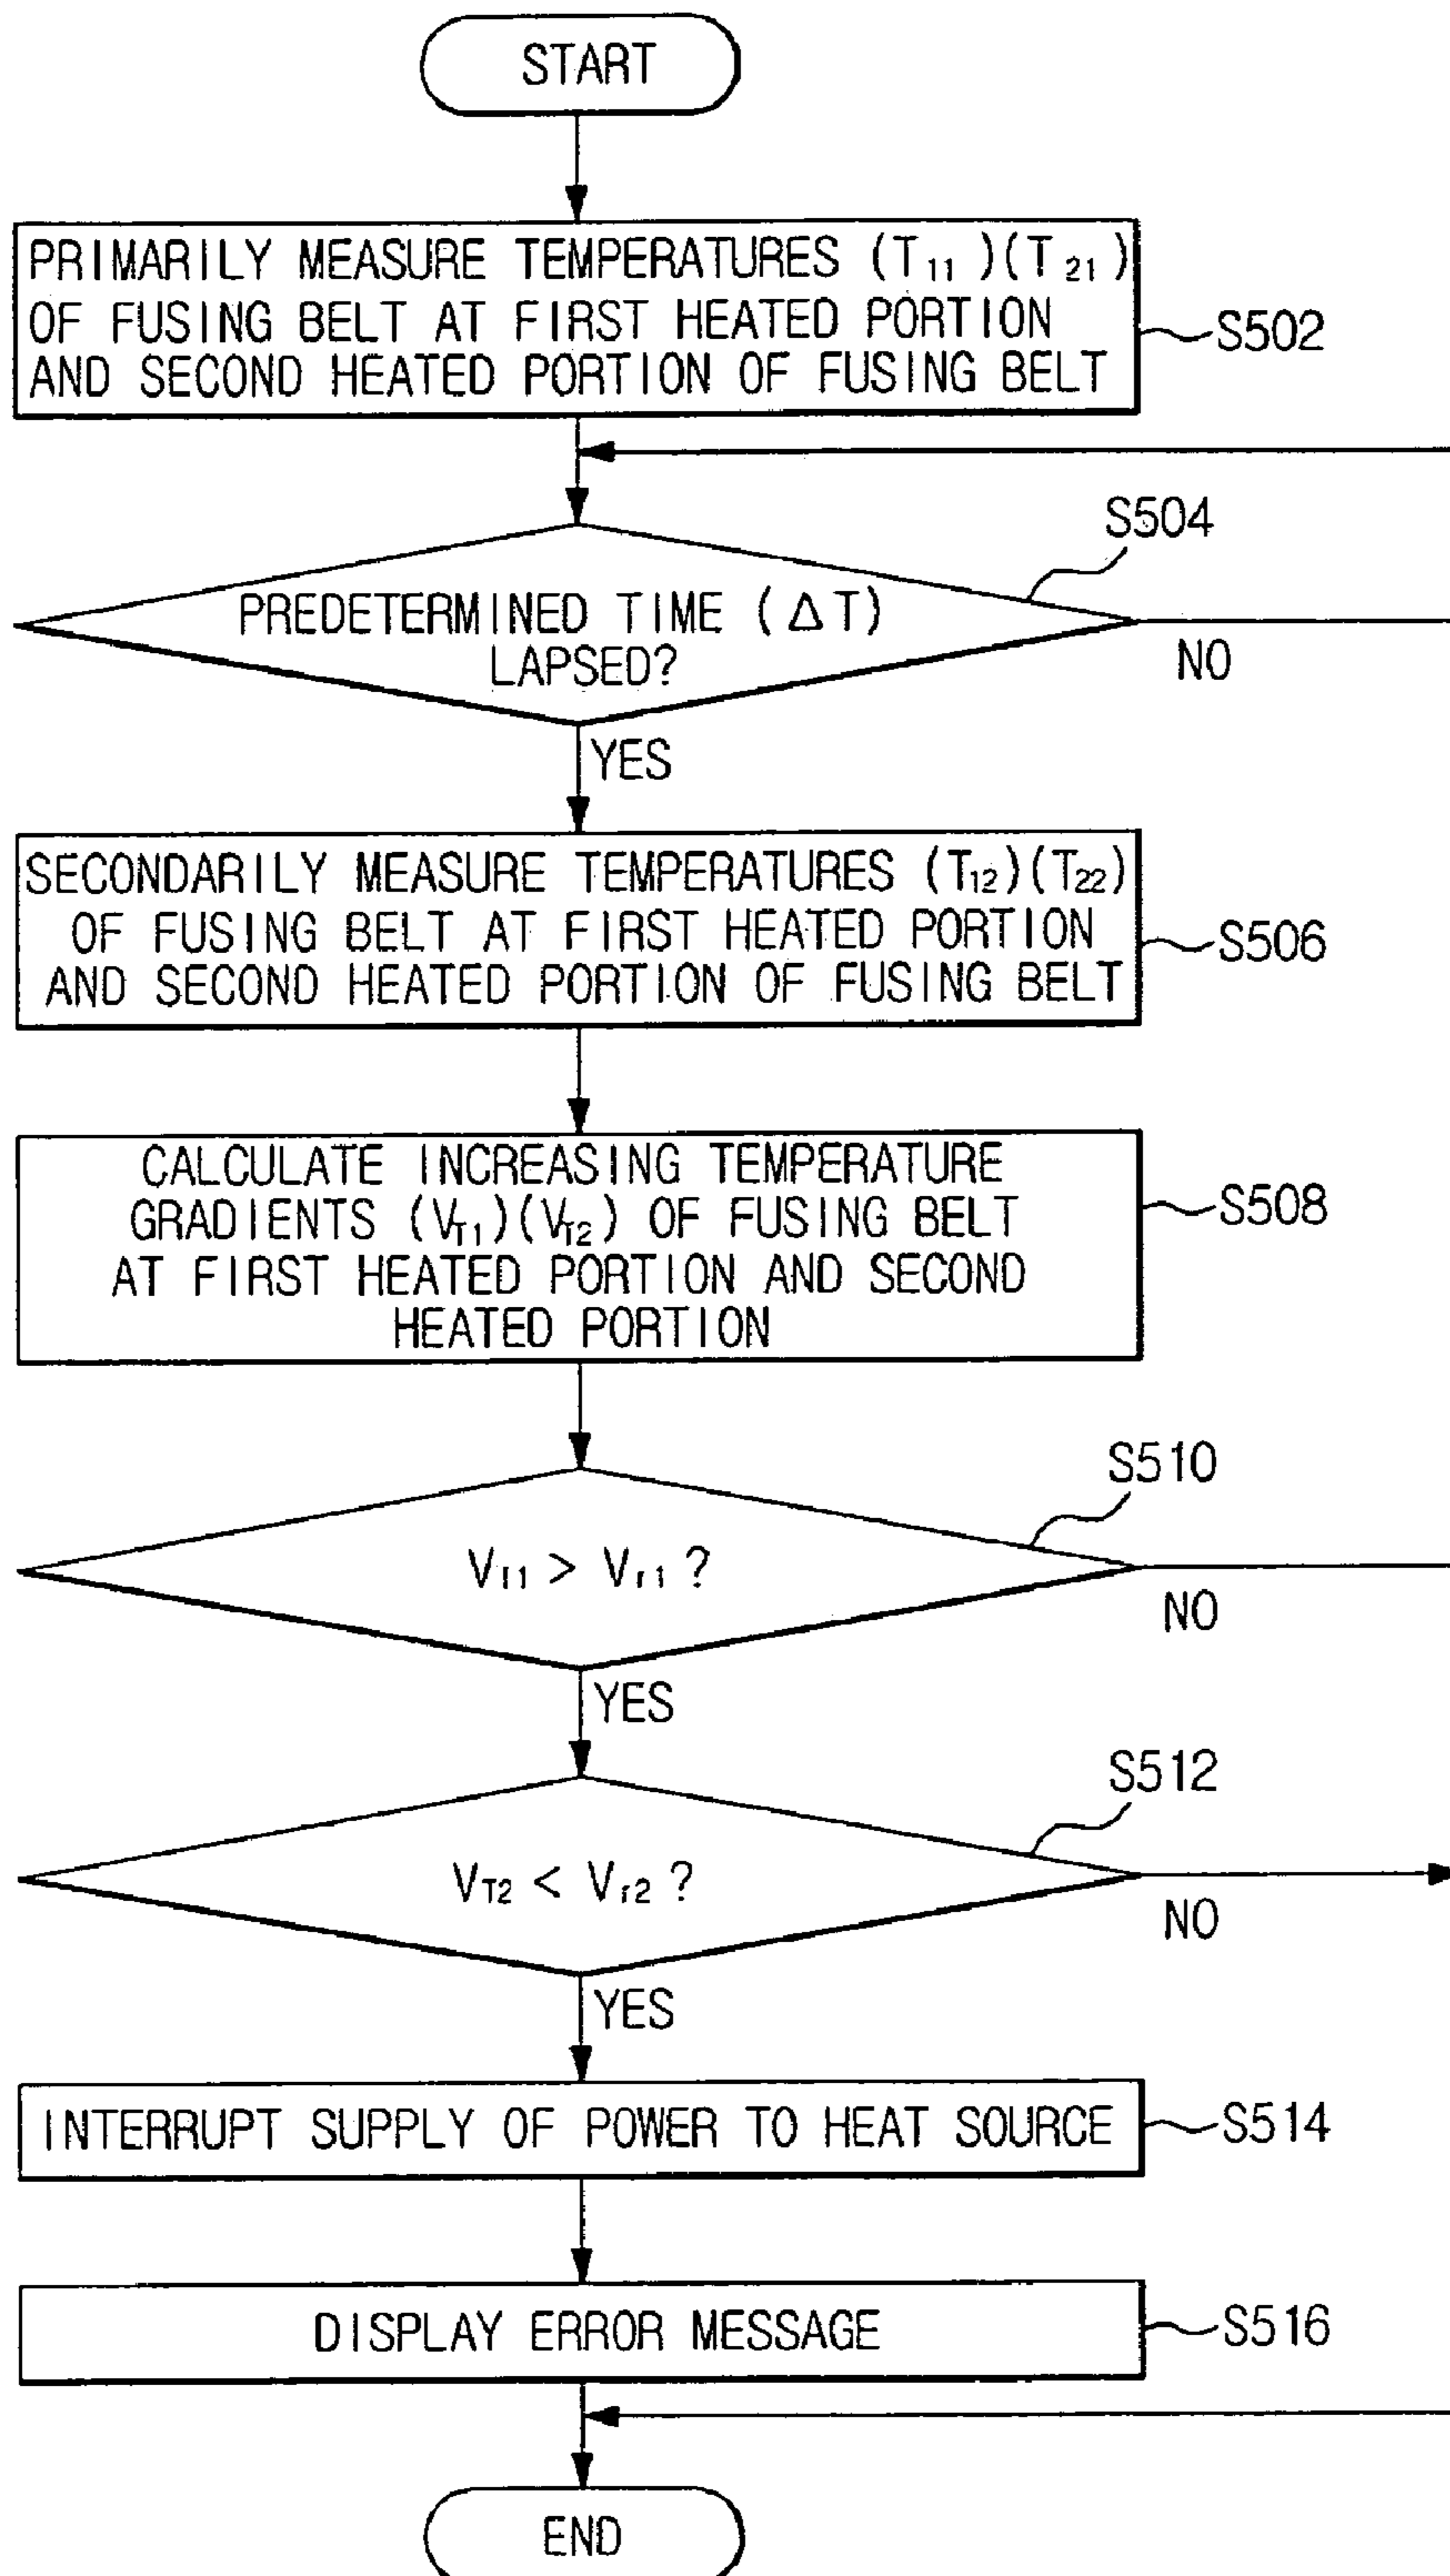 START
PRIMARILY MEASURE TEMPERATURES (T11)(T21)
OF FUSING BELT AT FIRST HEATED PORTION
AND SECOND HEATED PORTION OF FUSING BELT
S502
S504
PREDETERMINED TIME (ΔT)
LAPSED?
NO
YES
SECONDARILY MEASURE TEMPERATURES (T12)(T22)
OF FUSING BELT AT FIRST HEATED PORTION
AND SECOND HEATED PORTION OF FUSING BELT
S506
CALCULATE INCREASING TEMPERATURE
GRADIENTS (VT1)(VT2) OF FUSING BELT
AT FIRST HEATED PORTION AND SECOND
HEATED PORTION
S508
S510
VT1 > Vr1 ?
NO
YES
S512
VT2 < Vr2 ?
NO
YES
INTERRUPT SUPPLY OF POWER TO HEAT SOURCE
S514
DISPLAY ERROR MESSAGE
S516
END